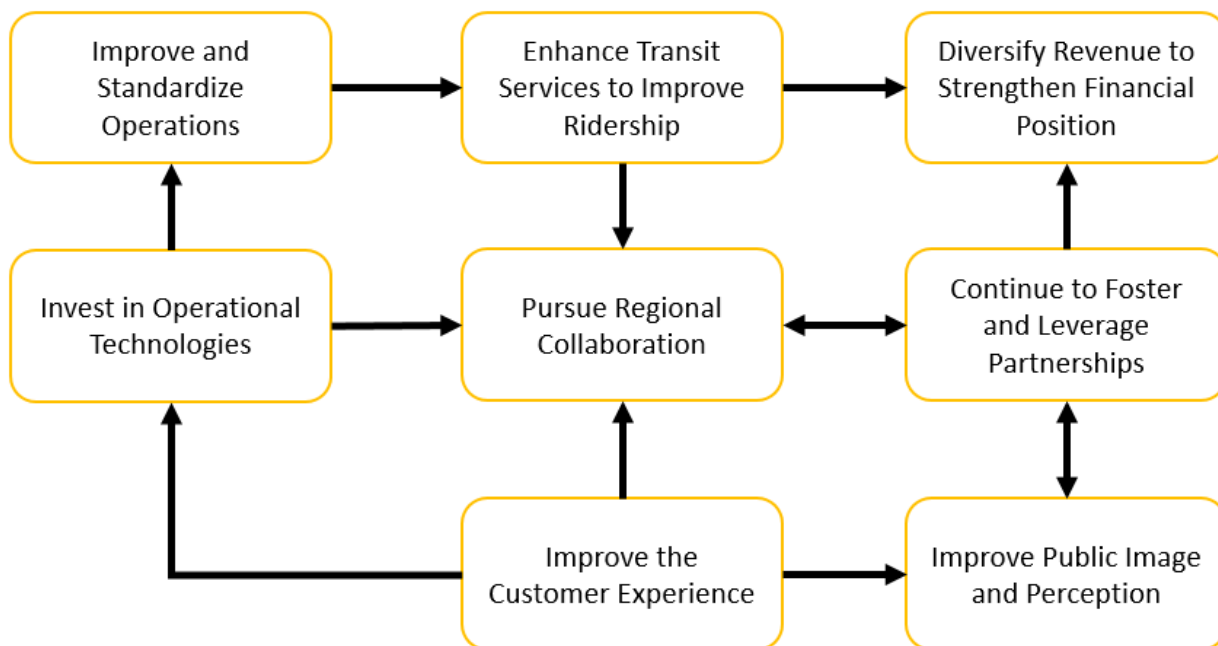 Improve and
Standardize
Operations
Enhance Transit
Services to Improve
Ridership
Diversify Revenue to
Strengthen Financial
Position
Invest in Operational
Technologies
Pursue Regional
Collaboration
Continue to Foster
and Leverage
Partnerships
Improve the
Customer Experience
Improve Public Image
and Perception